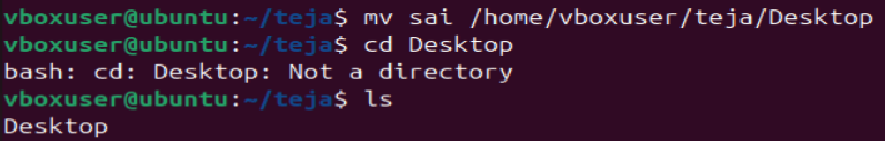 vboxuser@ubuntu:~/teja$ mv sai /home/vboxuser/teja/Desktop
vboxuser@ubuntu:~/teja$ cd Desktop
bash: cd: Desktop: Not a directory
vboxuser@ubuntu:~/teja$ ls
Desktop